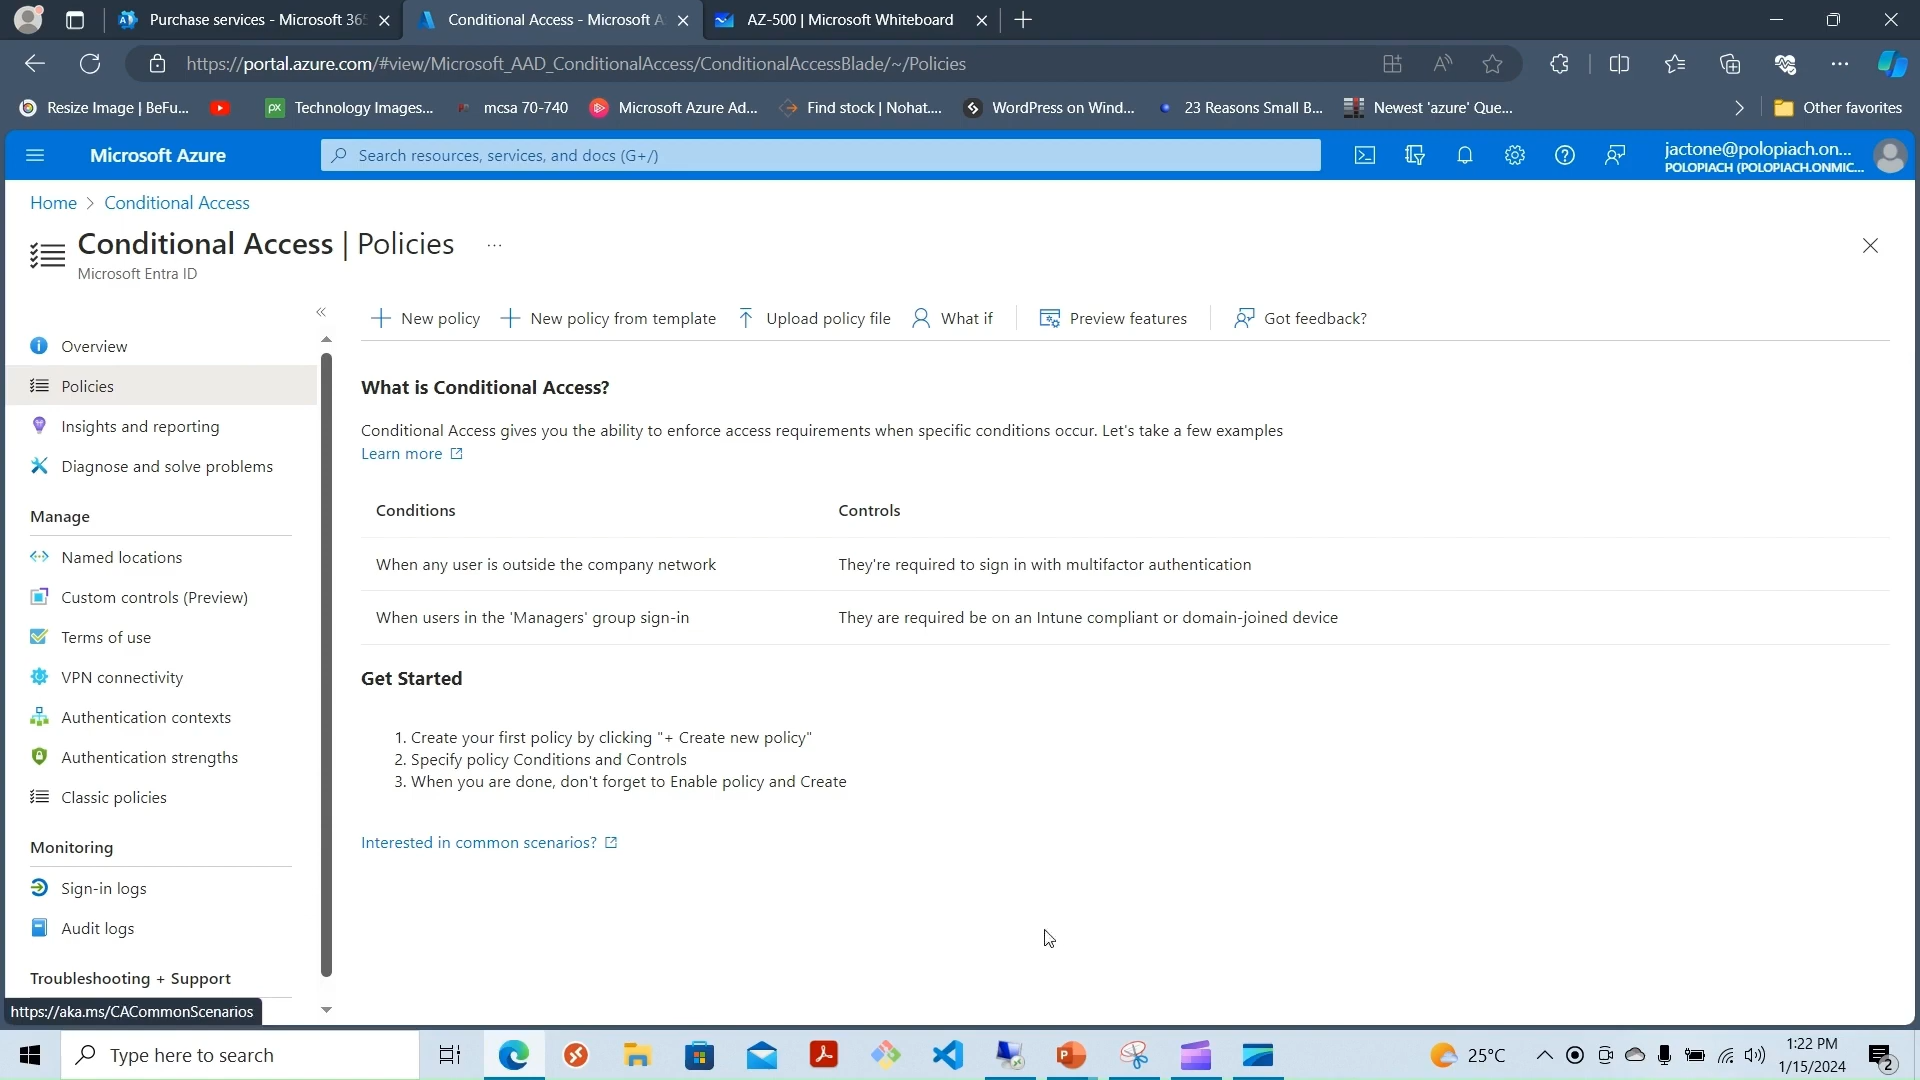 Purchase services - Microsoft 365
Conditional Access - Microsoft A
AZ-500 | Microsoft Whiteboard
https://portal.azure.com/#view/Microsoft_AAD_ConditionalAccess/ConditionalAccessBlade/~/Policies
Resize Image | BeFu...
Technology Images...
mcsa 70-740
Microsoft Azure Ad...
Find stock | Nohat....
WordPress on Wind...
23 Reasons Small B...
Newest 'azure' Que...
Other favorites
Microsoft Azure
Search resources, services, and docs (G+/)
jactone@polopiach.on...
POLOPIACH (POLOPIACH.ONMIC...
Home > Conditional Access
Conditional Access | Policies
...
Microsoft Entra ID
New policy
New policy from template
Upload policy file
What if
Preview features
Got feedback?
Overview
Policies
Insights and reporting
Diagnose and solve problems
Manage
Named locations
Custom controls (Preview)
Terms of use
VPN connectivity
Authentication contexts
Authentication strengths
Classic policies
Monitoring
Sign-in logs
Audit logs
Troubleshooting + Support
What is Conditional Access?
Conditional Access gives you the ability to enforce access requirements when specific conditions occur. Let's take a few examples
Learn more
Conditions
Controls
When any user is outside the company network
They're required to sign in with multifactor authentication
When users in the 'Managers' group sign-in
They are required be on an Intune compliant or domain-joined device
Get Started
1. Create your first policy by clicking "+ Create new policy"
2. Specify policy Conditions and Controls
3. When you are done, don't forget to Enable policy and Create
Interested in common scenarios?
https://aka.ms/CACommonScenarios
Type here to search
25°C
1:22 PM
1/15/2024
2